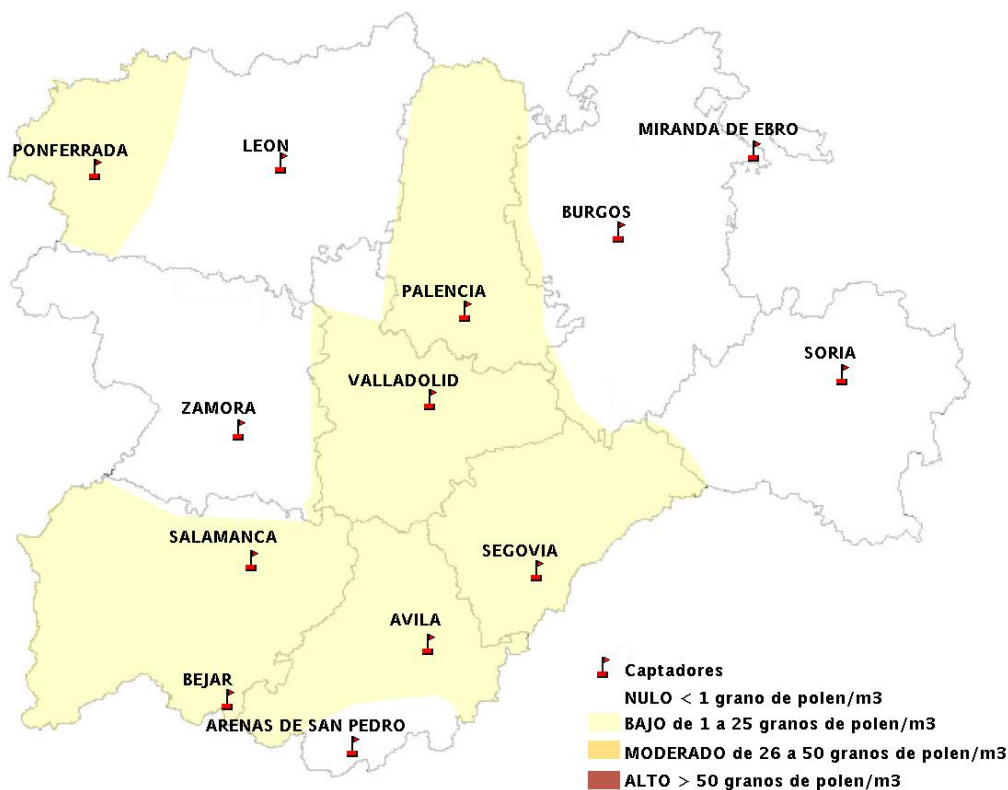 MIRANDA DE EBRO
PONFERRADA
LEON
BURGOS
PALENCIA
SORIA
VALLADOLID
ZAMORA
SALAMANCA
SEGOVIA
AVILA
BEJAR
ARENAS DE SAN PEDRO
Captadores
NULO < 1 grano de polen/m3
BAJO de 1 a 25 granos de polen/m3
MODERADO de 26 a 50 granos de polen/m3
ALTO > 50 granos de polen/m3